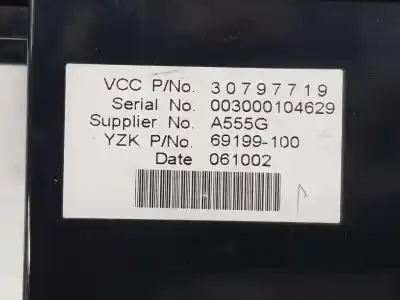 VCC P/No. 30797719
Serial No. 003000104629
Supplier No. A555G
YZK P/No. 69199-100
Date 061002